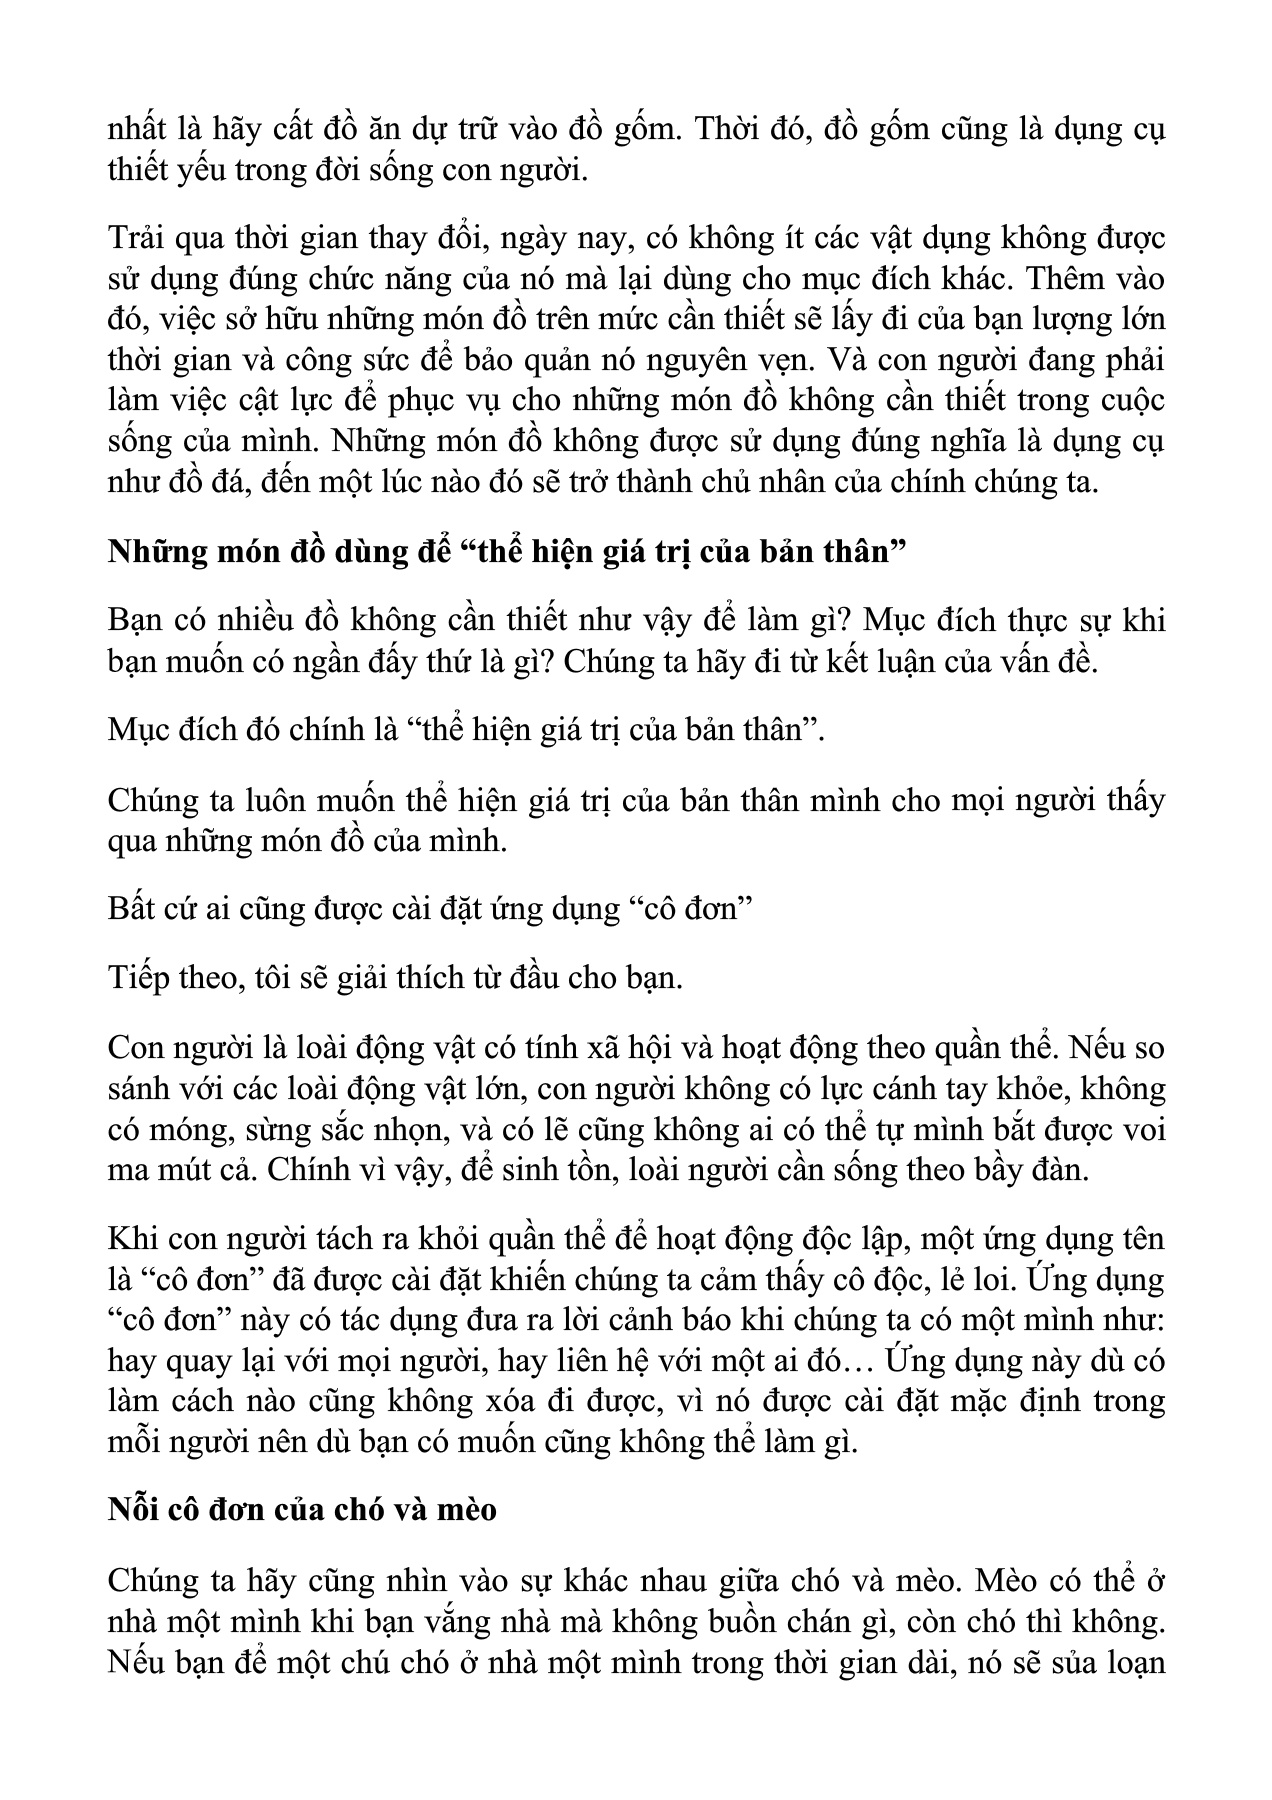 nhất là hãy cất đồ ăn dự trữ vào đồ gốm. Thời đó, đồ gốm cũng là dụng cụ
thiết yếu trong đời sống con người.
Trải qua thời gian thay đổi, ngày nay, có không ít các vật dụng không được
sử dụng đúng chức năng của nó mà lại dùng cho mục đích khác. Thêm vào
đó, việc sở hữu những món đồ trên mức cần thiết sẽ lấy đi của bạn lượng lớn
thời gian và công sức để bảo quản nó nguyên vẹn. Và con người đang phải
làm việc cật lực để phục vụ cho những món đồ không cần thiết trong cuộc
sống của mình. Những món đồ không được sử dụng đúng nghĩa là dụng cụ
như đồ đá, đến một lúc nào đó sẽ trở thành chủ nhân của chính chúng ta.
Những món đồ dùng để “thể hiện giá trị của bản thân”
Bạn có nhiều đồ không cần thiết như vậy để làm gì? Mục đích thực sự khi
bạn muốn có ngần đấy thứ là gì? Chúng ta hãy đi từ kết luận của vấn đề.
Mục đích đó chính là “thể hiện giá trị của bản thân”.
Chúng ta luôn muốn thể hiện giá trị của bản thân mình cho mọi người thấy
qua những món đồ của mình.
Bất cứ ai cũng được cài đặt ứng dụng “cô đơn”
Tiếp theo, tôi sẽ giải thích từ đầu cho bạn.
Con người là loài động vật có tính xã hội và hoạt động theo quần thể. Nếu so
sánh với các loài động vật lớn, con người không có lực cánh tay khỏe, không
có móng, sừng sắc nhọn, và có lẽ cũng không ai có thể tự mình bắt được voi
ma mút cả. Chính vì vậy, để sinh tồn, loài người cần sống theo bầy đàn.
Khi con người tách ra khỏi quần thể để hoạt động độc lập, một ứng dụng tên
là “cô đơn” đã được cài đặt khiến chúng ta cảm thấy cô độc, lẻ loi. Ứng dụng
“cô đơn” này có tác dụng đưa ra lời cảnh báo khi chúng ta có một mình như:
hay quay lại với mọi người, hay liên hệ với một ai đó… Ứng dụng này dù có
làm cách nào cũng không xóa đi được, vì nó được cài đặt mặc định trong
mỗi người nên dù bạn có muốn cũng không thể làm gì.
Nỗi cô đơn của chó và mèo
Chúng ta hãy cũng nhìn vào sự khác nhau giữa chó và mèo. Mèo có thể ở
nhà một mình khi bạn vắng nhà mà không buồn chán gì, còn chó thì không.
Nếu bạn để một chú chó ở nhà một mình trong thời gian dài, nó sẽ sủa loạn